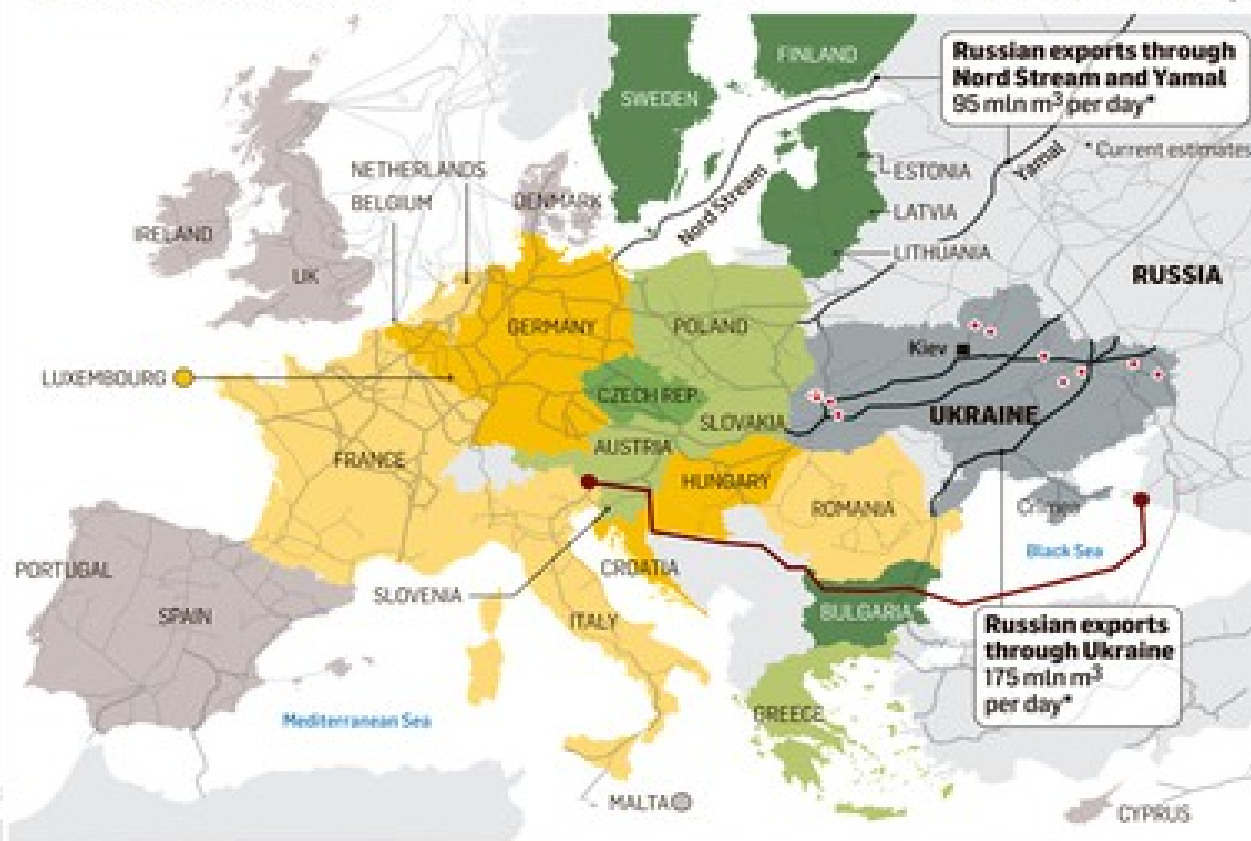 FINLAND
Russian exports through
Nord Stream and Yamal
95 mln m³ per day*
SWEDEN
* Current estimates
Yamal
NETHERLANDS
ESTONIA
BELGIUM
DENMARK
Nord Stream
LATVIA
IRELAND
LITHUANIA
UK
RUSSIA
GERMANY
POLAND
Kiev
LUXEMBOURG
CZECH REP.
UKRAINE
SLOVAKIA
AUSTRIA
FRANCE
HUNGARY
ROMANIA
Crimea
Black Sea
PORTUGAL
CROATIA
SLOVENIA
SPAIN
ITALY
BULGARIA
Russian exports
through Ukraine
175 mln m³
per day*
Mediterranean Sea
GREECE
MALTA
CYPRUS